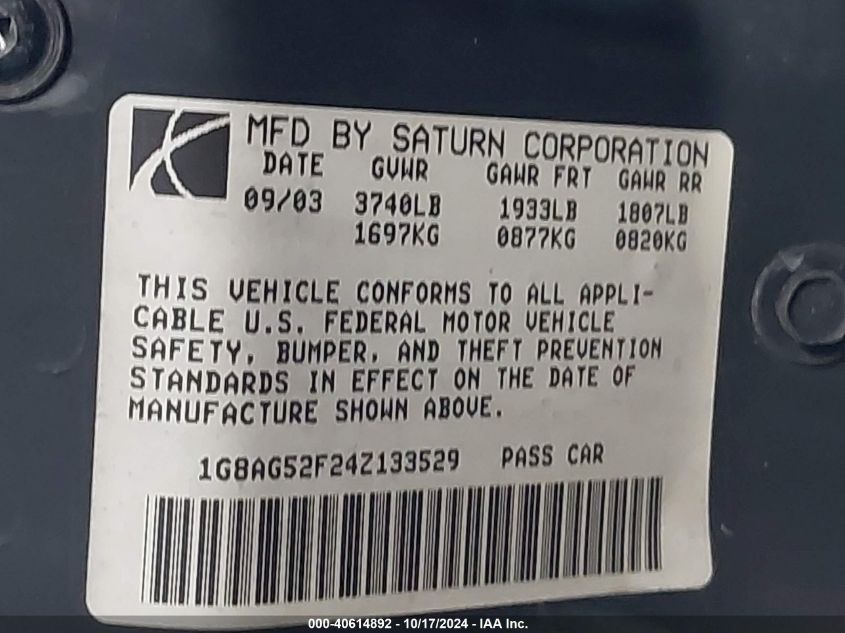 MFD BY SATURN CORPORATION
DATE GVWR GAWR FRT GAWR RR
09/03 3740LB 1933LB 1807LB
1697KG 0877KG 0820KG
THIS VEHICLE CONFORMS TO ALL APPLI-
CABLE U.S. FEDERAL MOTOR VEHICLE
SAFETY, BUMPER, AND THEFT PREVENTION
STANDARDS IN EFFECT ON THE DATE OF
MANUFACTURE SHOWN ABOVE.
1G8AG52F24Z133529 PASS CAR
000-40614892 - 10/17/2024 - IAA Inc.